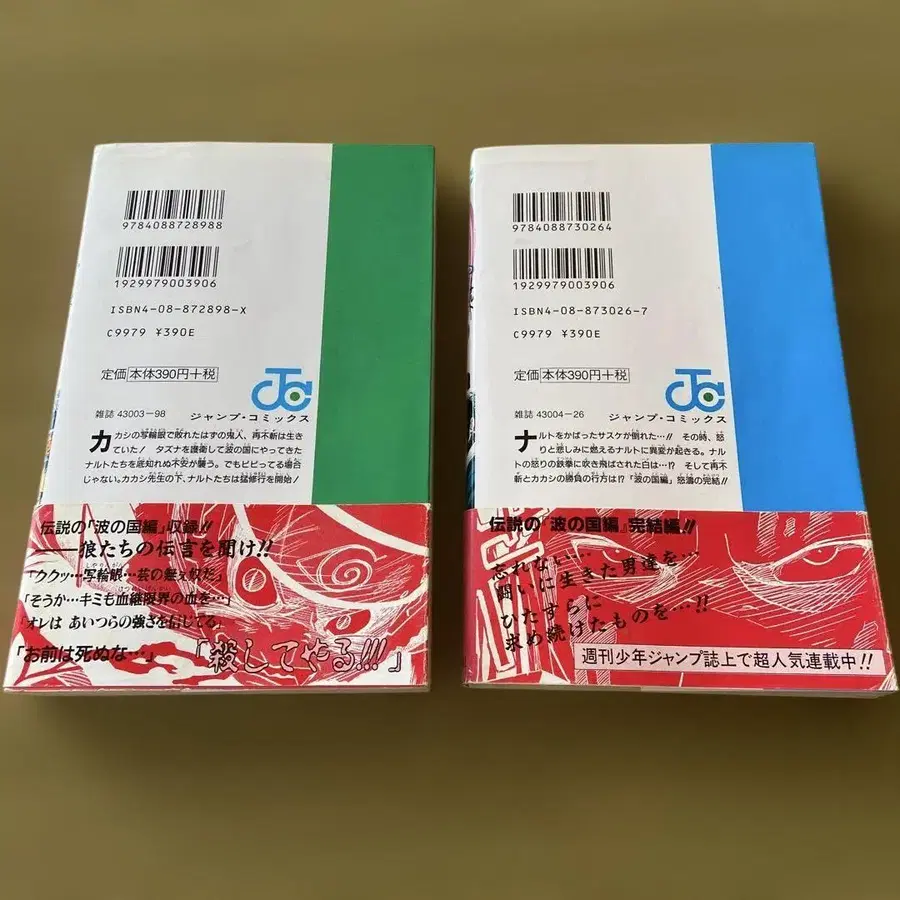 9784088728988
1929979003906
ISBN4-08-872898-X
C9979 ¥390E
定価 本体390円+税
雑誌 43003-98
ジャンプ・コミックス
カカシの写輪眼で敗れたはずの鬼人、再不斬は生き
ていた! タズナを護衛して波の国にやってきた
ナルトたちを底知れぬ不安が襲う。でもビビってる場合
じゃない。カカシ先生の下、ナルトたちは猛修行を開始!
伝説の「波の国編」収録!!
――狼たちの伝言を聞け!!
「ククッ…写輪眼…芸の無ェ奴だ」
「そうか…キミも血継限界の血を…」
「オレは あいつらの強さを信じてる」
「お前は死ぬな…」
「殺してやる!!!」
9784088730264
1929979003906
ISBN4-08-873026-7
C9979 ¥390E
定価 本体390円+税
雑誌 43004-26
ジャンプ・コミックス
ナルトをかばったサスケが倒れた…!! その時、怒
りと悲しみに燃えるナルトに異変が起きる。ナル
トの怒りの鉄拳に吹き飛ばされた白は…!? そして再不
斬とカカシの勝負の行方は!? 「波の国編」怒濤の完結!!
伝説の『波の国編』完結編!!
忘れない…
闘いに生きた男達を…
ひたすらに
求め続けたものを…!!
週刊少年ジャンプ誌上で超人気連載中!!